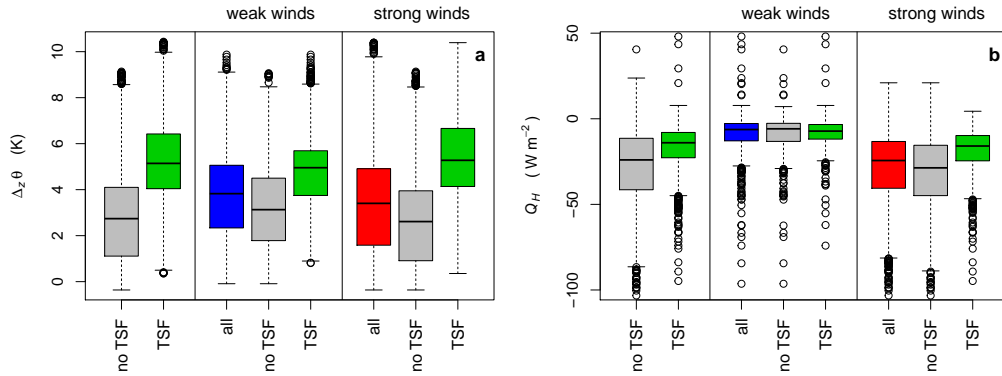 weak winds strong winds
a
Δzθ (K)
10
8
6
4
2
0
no TSF
TSF
all
no TSF
TSF
all
no TSF
TSF
weak winds strong winds
b
QH ( W m−2 )
50
0
−50
−100
no TSF
TSF
all
no TSF
TSF
all
no TSF
TSF